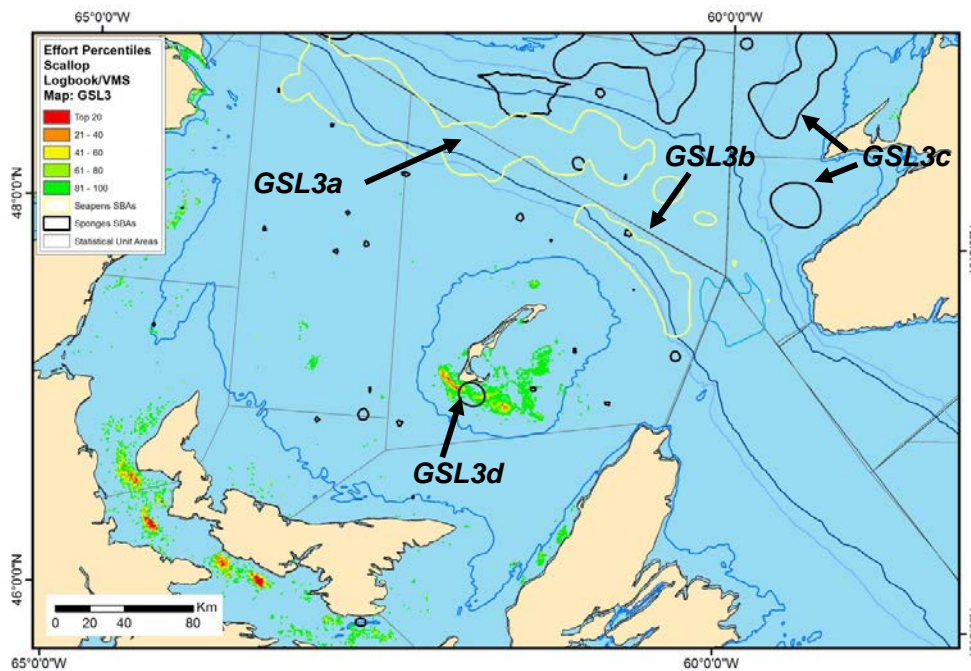 65°0'0"W
60°0'0"W
Effort Percentiles
Scallop
Logbook/VMS
Map: GSL3
Top 20
21 - 40
41 - 60
61 - 80
81 - 100
Seapens SBAs
Sponges SBAs
Statistical Unit Areas
GSL3a
GSL3b
GSL3c
48°0'0"N
GSL3d
46°0'0"N
Km
0 20 40 80
65°0'0"W
60°0'0"W